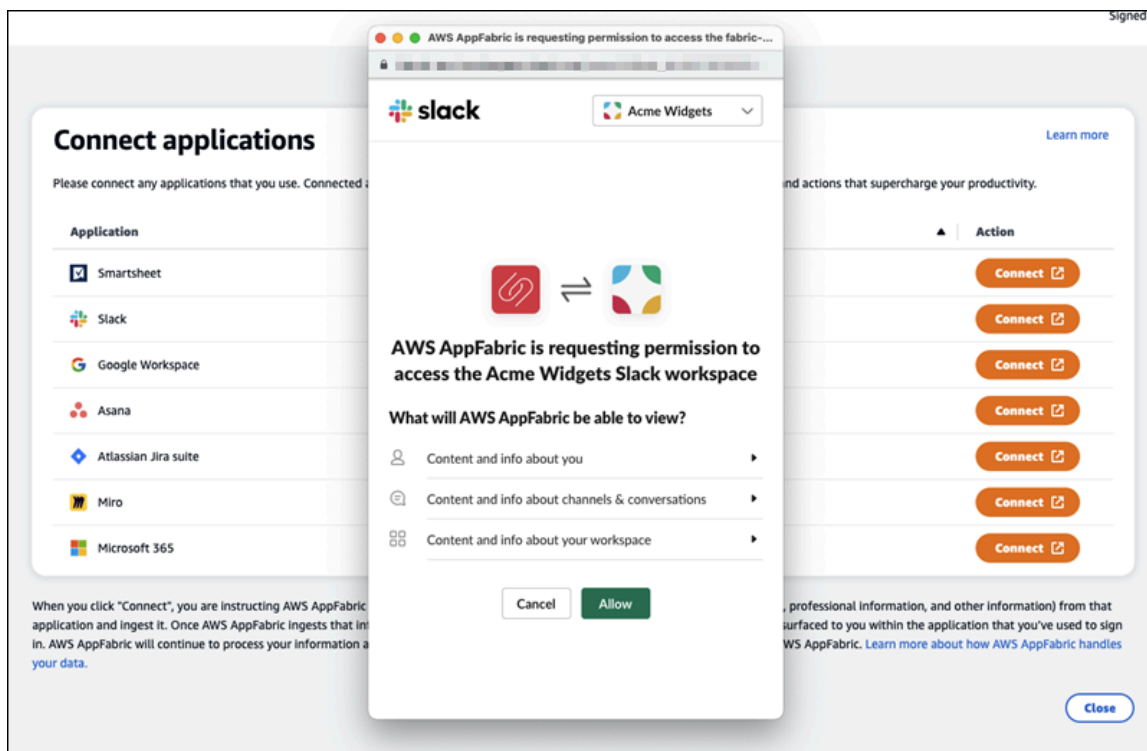 Signed
AWS AppFabric is requesting permission to access the fabric-...
slack
Acme Widgets
Connect applications
Learn more
Please connect any applications that you use. Connected
and actions that supercharge your productivity.
Application
Action
Smartsheet
Connect
Slack
Connect
Google Workspace
Connect
Asana
Connect
Atlassian Jira suite
Connect
Miro
Connect
Microsoft 365
Connect
AWS AppFabric is requesting permission to
access the Acme Widgets Slack workspace
What will AWS AppFabric be able to view?
Content and info about you
Content and info about channels & conversations
Content and info about your workspace
Cancel
Allow
When you click "Connect", you are instructing AWS AppFabric
, professional information, and other information) from that
application and ingest it. Once AWS AppFabric ingests that
surfaced to you within the application that you've used to sign
in. AWS AppFabric will continue to process your information
AWS AppFabric. Learn more about how AWS AppFabric handles
your data.
Close